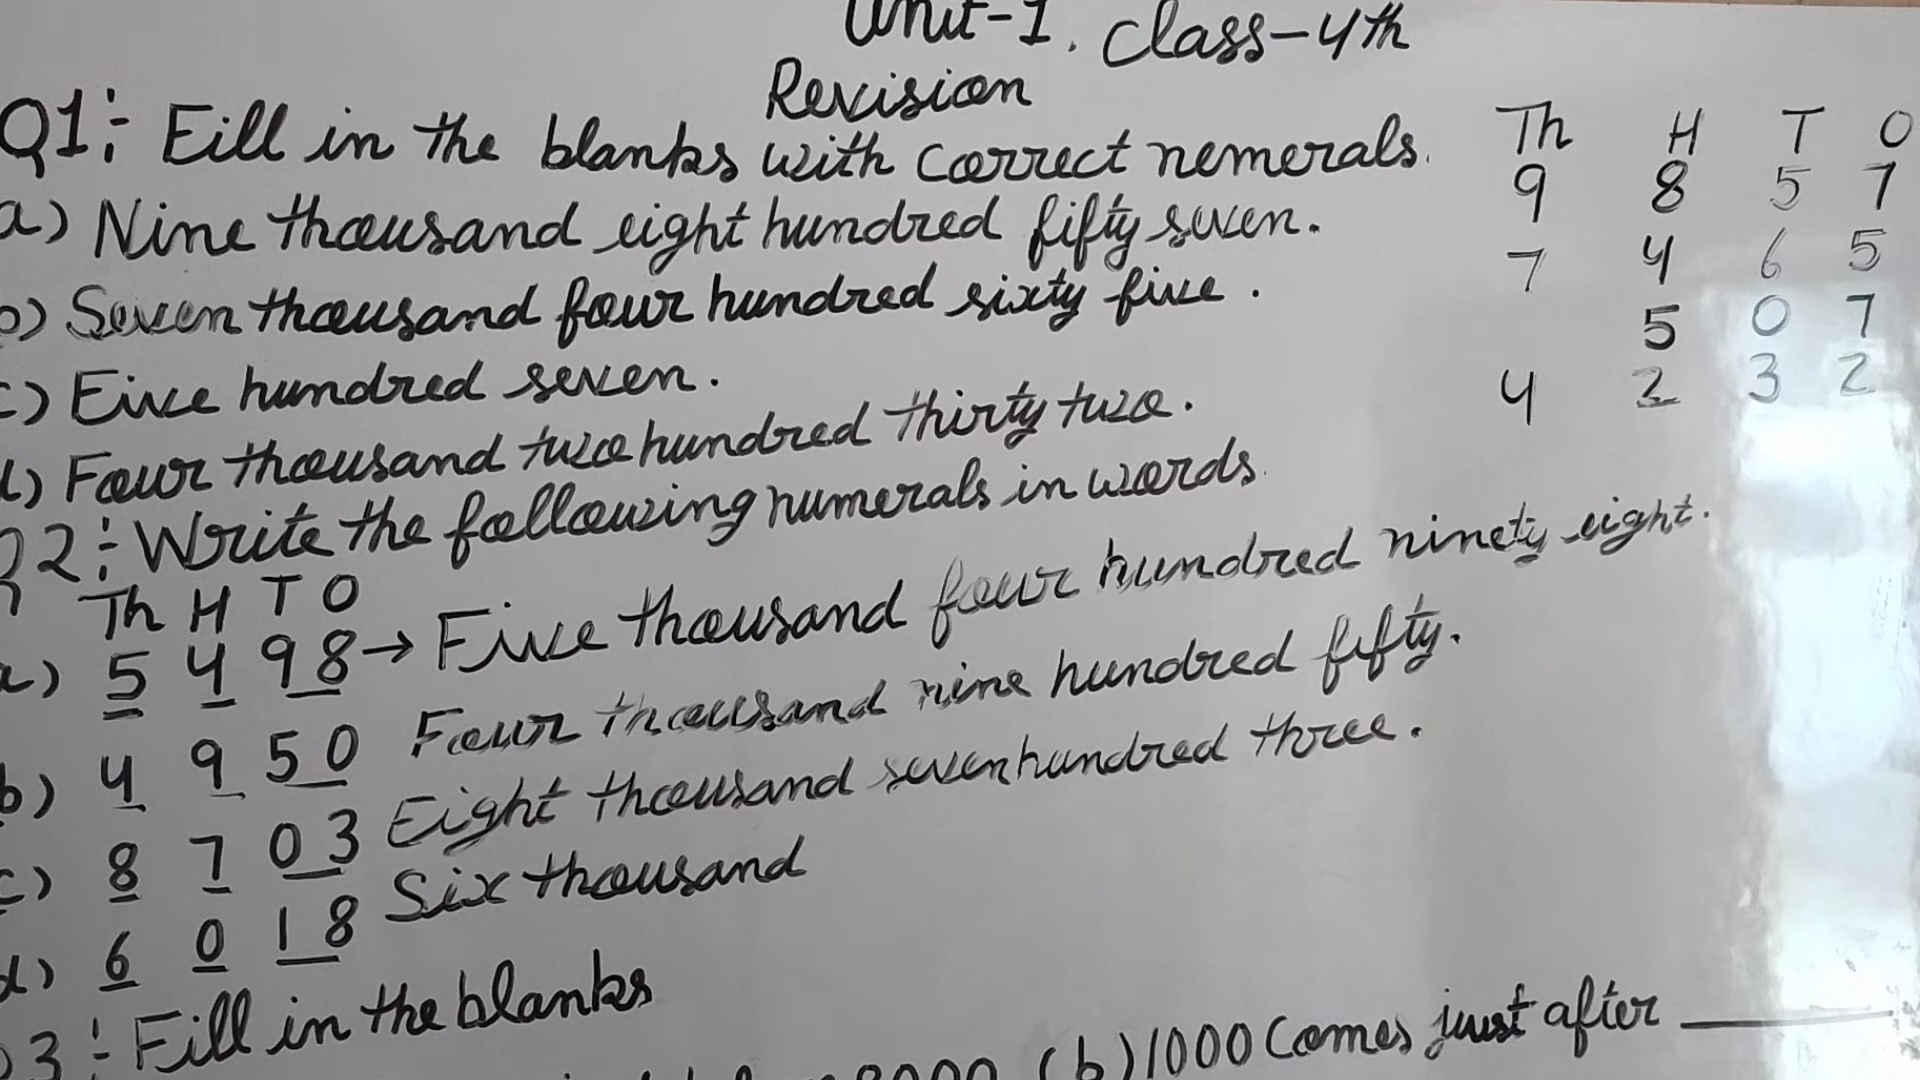 Unit-1. Class-4th
Revision
Q1:- Fill in the blanks with correct nemerals. Th H T O
a) Nine thousand eight hundred fifty seven. 9 8 5 7
b) Seven thousand four hundred sixty five. 7 4 6 5
c) Five hundred seven. 5 0 7
d) Four thousand two hundred thirty two. 4 2 3 2
Q2:- Write the following numerals in words.
Th H T O
a) 5 4 9 8 → Five thousand four hundred ninety eight.
b) 4 9 5 0 Four thousand nine hundred fifty.
c) 8 7 0 3 Eight thousand seven hundred three.
d) 6 0 1 8 Six thousand
Q3:- Fill in the blanks
(b) 1000 Comes just after